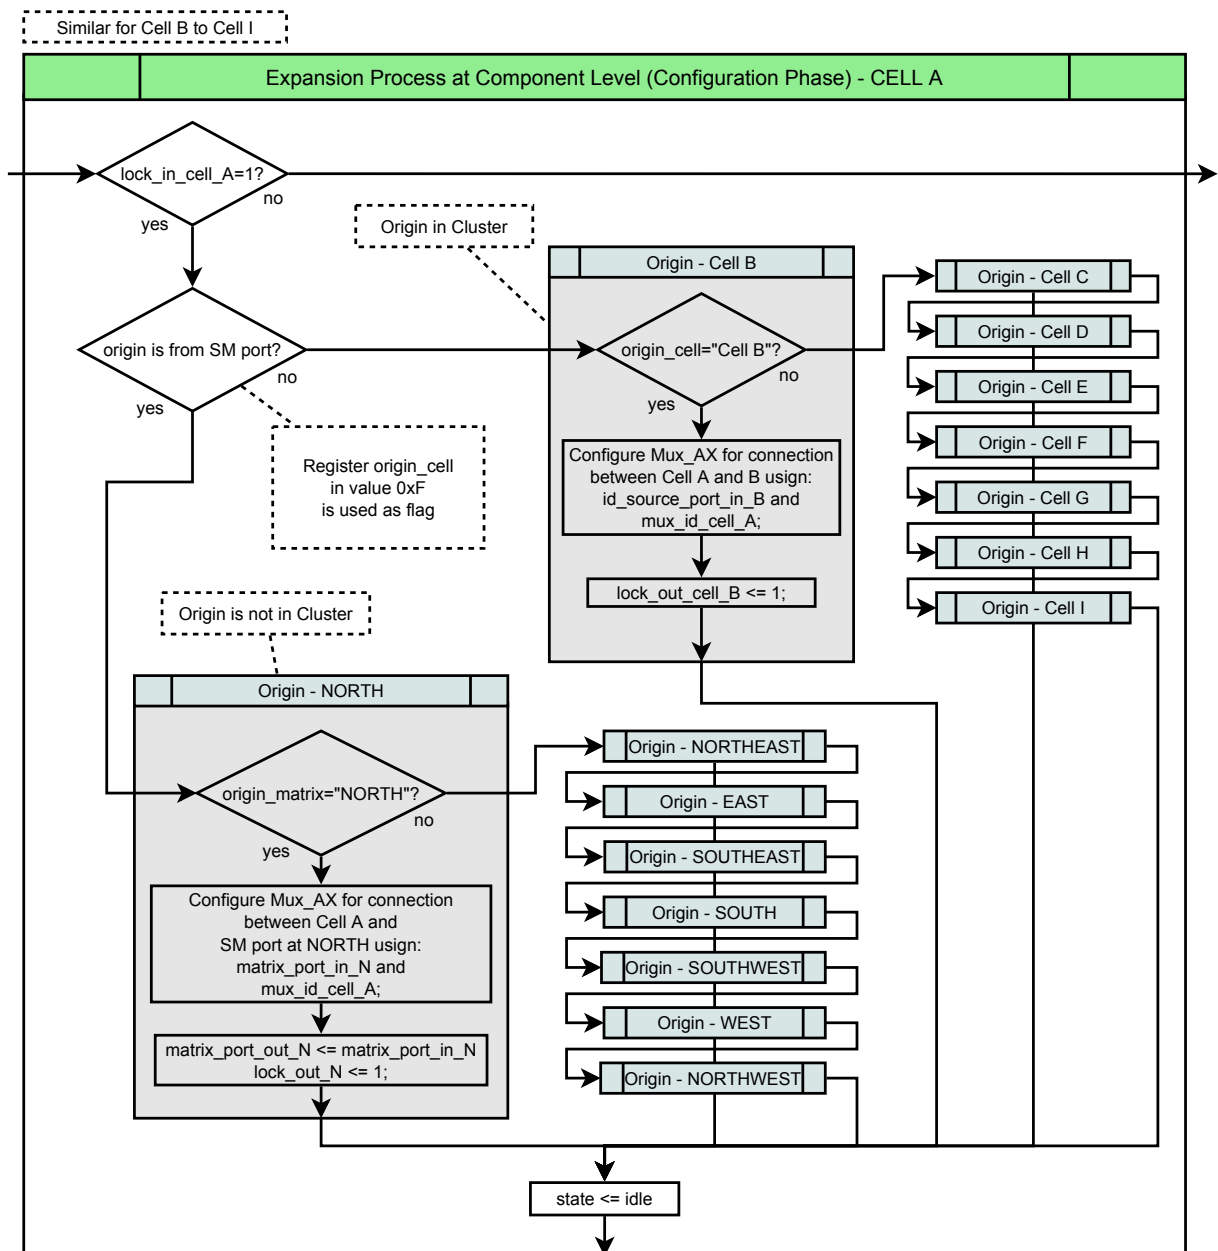 Similar for Cell B to Cell I
Expansion Process at Component Level (Configuration Phase) - CELL A
lock_in_cell_A=1?
no
yes
Origin in Cluster
Origin - Cell B
Origin - Cell C
Origin - Cell D
Origin - Cell E
Origin - Cell F
Origin - Cell G
Origin - Cell H
Origin - Cell I
origin is from SM port?
no
yes
origin_cell="Cell B"?
no
yes
Register origin_cell
in value 0xF
is used as flag
Configure Mux_AX for connection
between Cell A and B usign:
id_source_port_in_B and
mux_id_cell_A;
lock_out_cell_B <= 1;
Origin is not in Cluster
Origin - NORTH
origin_matrix="NORTH"?
no
yes
Configure Mux_AX for connection
between Cell A and
SM port at NORTH usign:
matrix_port_in_N and
mux_id_cell_A;
matrix_port_out_N <= matrix_port_in_N
lock_out_N <= 1;
Origin - NORTHEAST
Origin - EAST
Origin - SOUTHEAST
Origin - SOUTH
Origin - SOUTHWEST
Origin - WEST
Origin - NORTHWEST
state <= idle